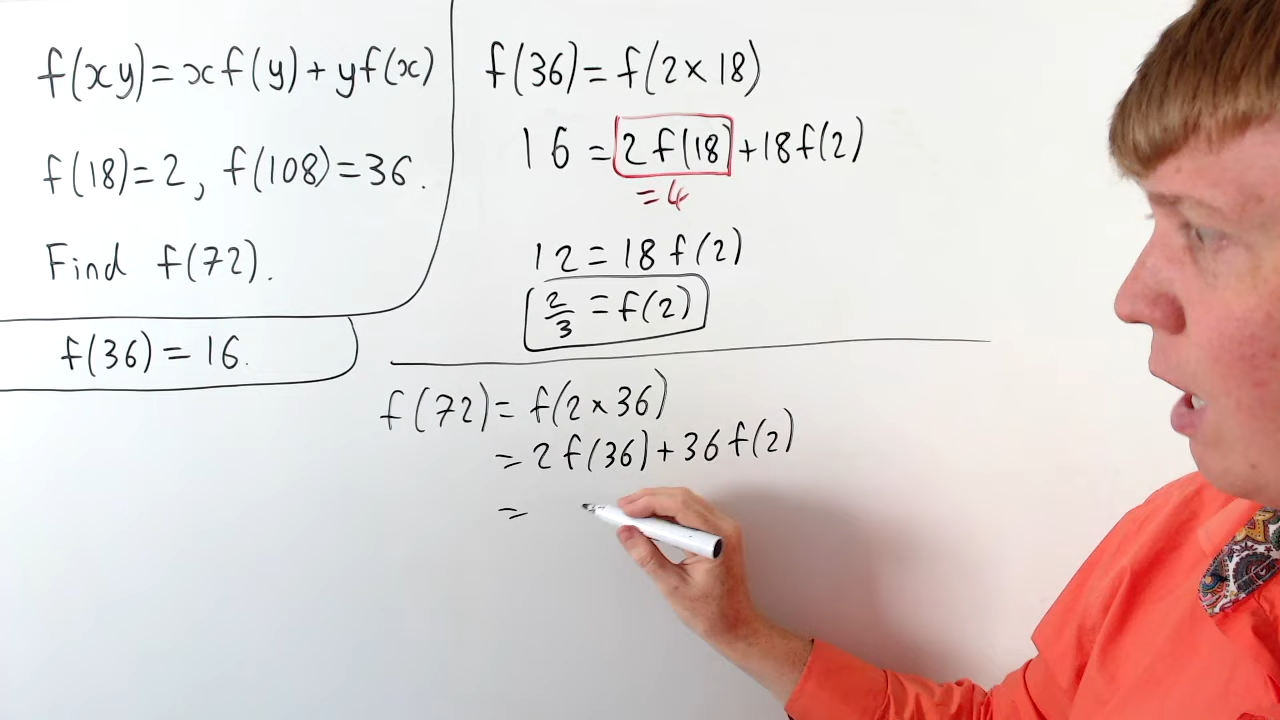 f(xy)=xf(y)+yf(x)
f(18)=2, f(108)=36.
Find f(72).
f(36)=16.
f(36)=f(2×18)
16=2f(18)+18f(2)
=4
12=18f(2)
2/3=f(2)
f(72)=f(2×36)
=2f(36)+36f(2)
=